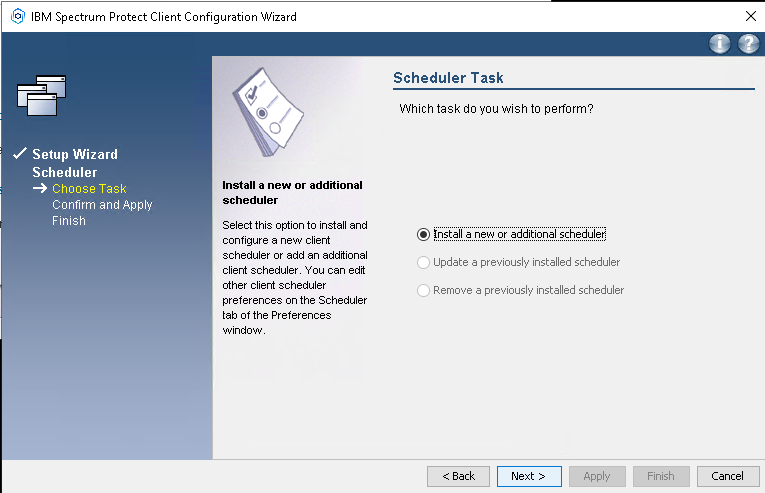 IBM Spectrum Protect Client Configuration Wizard
Scheduler Task
Which task do you wish to perform?
Setup Wizard
Scheduler
Choose Task
Confirm and Apply
Finish
Install a new or additional
scheduler
Select this option to install and
configure a new client
scheduler or add an additional
client scheduler. You can edit
other client scheduler
preferences on the Scheduler
tab of the Preferences
window.
Install a new or additional scheduler
Update a previously installed scheduler
Remove a previously installed scheduler
< Back
Next >
Apply
Finish
Cancel